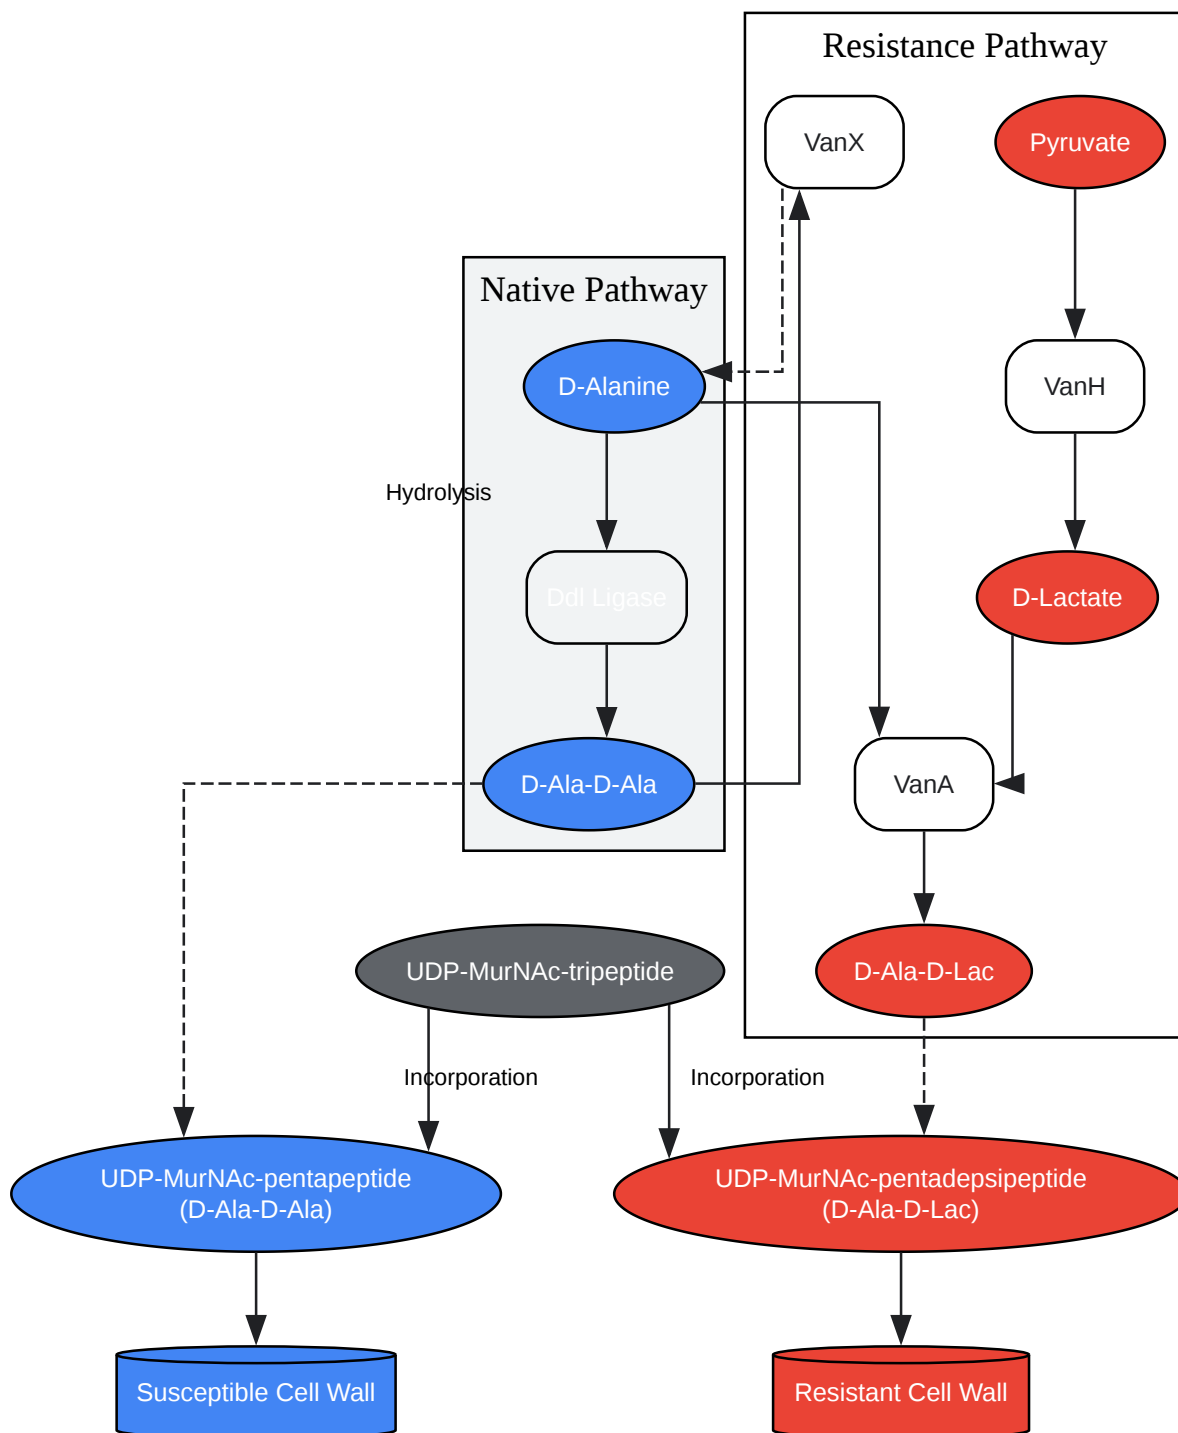 Resistance Pathway
VanX
Pyruvate
Native Pathway
D-Alanine
VanH
Hydrolysis
Ddl Ligase
D-Lactate
D-Ala-D-Ala
VanA
UDP-MurNAc-tripeptide
D-Ala-D-Lac
Incorporation
Incorporation
UDP-MurNAc-pentapeptide
(D-Ala-D-Ala)
UDP-MurNAc-pentadepsipeptide
(D-Ala-D-Lac)
Susceptible Cell Wall
Resistant Cell Wall